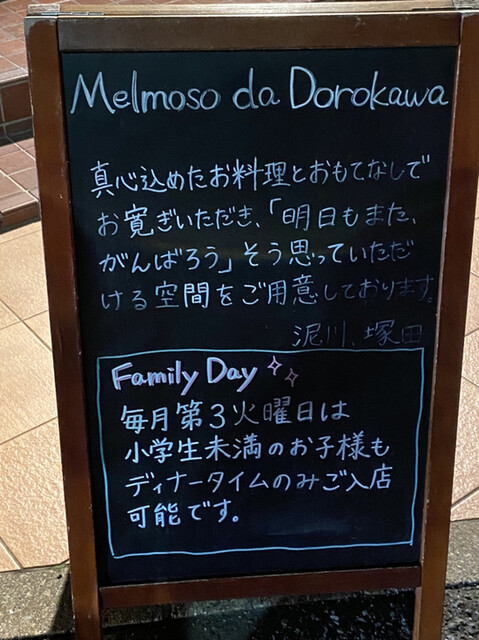 Melmoso da Dorokawa
真心込めたお料理とおもてなしで
お寛ぎいただき、「明日もまた、
がんばろう」そう思っていただ
ける空間をご用意しております。
泥川、塚田
Family Day
毎月第3火曜日は
小学生未満のお子様も
ディナータイムのみご入店
可能です。